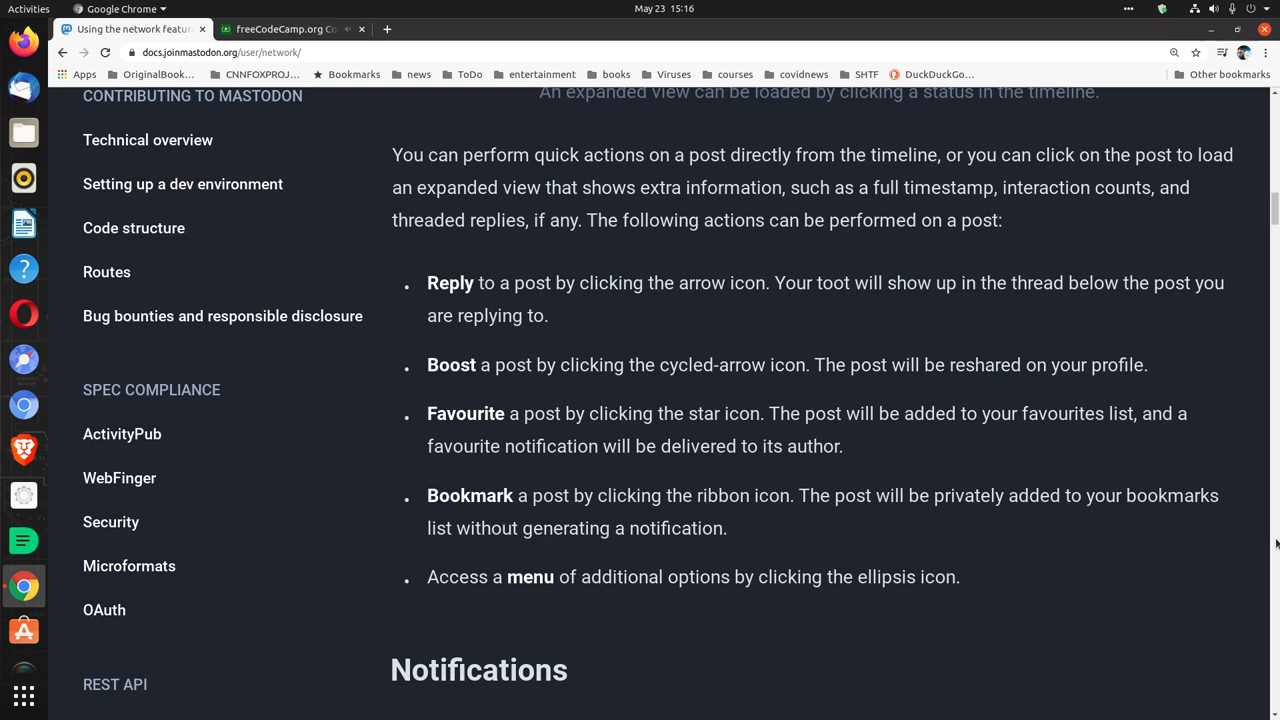 Activities
Google Chrome
May 23 15:16
Using the network featur
freeCodeCamp.org Co
docs.joinmastodon.org/user/network/
Apps
OriginalBook...
CNNFOXPROJ...
Bookmarks
news
ToDo
entertainment
books
Viruses
courses
covidnews
SHTF
DuckDuckGo...
Other bookmarks
CONTRIBUTING TO MASTODON
Technical overview
Setting up a dev environment
Code structure
Routes
Bug bounties and responsible disclosure
SPEC COMPLIANCE
ActivityPub
WebFinger
Security
Microformats
OAuth
REST API
An expanded view can be loaded by clicking a status in the timeline.
You can perform quick actions on a post directly from the timeline, or you can click on the post to load
an expanded view that shows extra information, such as a full timestamp, interaction counts, and
threaded replies, if any. The following actions can be performed on a post:
Reply to a post by clicking the arrow icon. Your toot will show up in the thread below the post you
are replying to.
Boost a post by clicking the cycled-arrow icon. The post will be reshared on your profile.
Favourite a post by clicking the star icon. The post will be added to your favourites list, and a
favourite notification will be delivered to its author.
Bookmark a post by clicking the ribbon icon. The post will be privately added to your bookmarks
list without generating a notification.
Access a menu of additional options by clicking the ellipsis icon.
Notifications